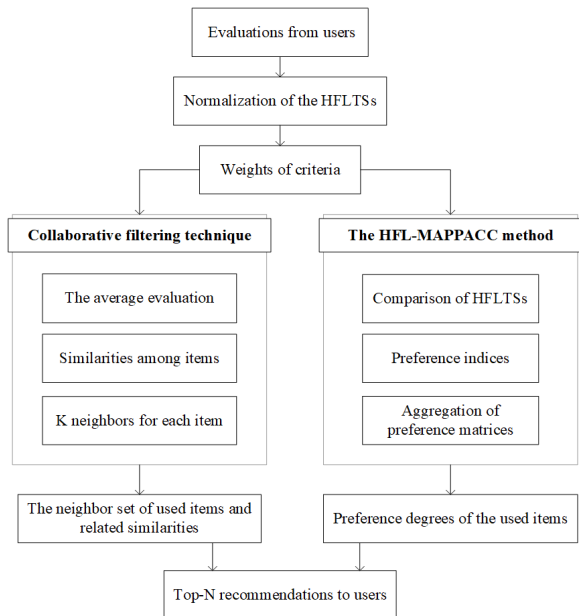 Evaluations from users
Normalization of the HFLTSs
Weights of criteria
Collaborative filtering technique
The average evaluation
Similarities among items
K neighbors for each item
The neighbor set of used items and
related similarities
The HFL-MAPPACC method
Comparison of HFLTSs
Preference indices
Aggregation of
preference matrices
Preference degrees of the used items
Top-N recommendations to users